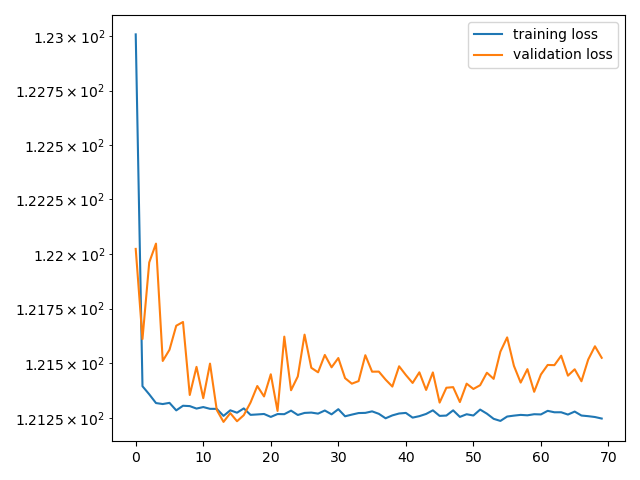 1.23 × 10²
1.2275 × 10²
1.225 × 10²
1.2225 × 10²
1.22 × 10²
1.2175 × 10²
1.215 × 10²
1.2125 × 10²
training loss
validation loss
0 10 20 30 40 50 60 70